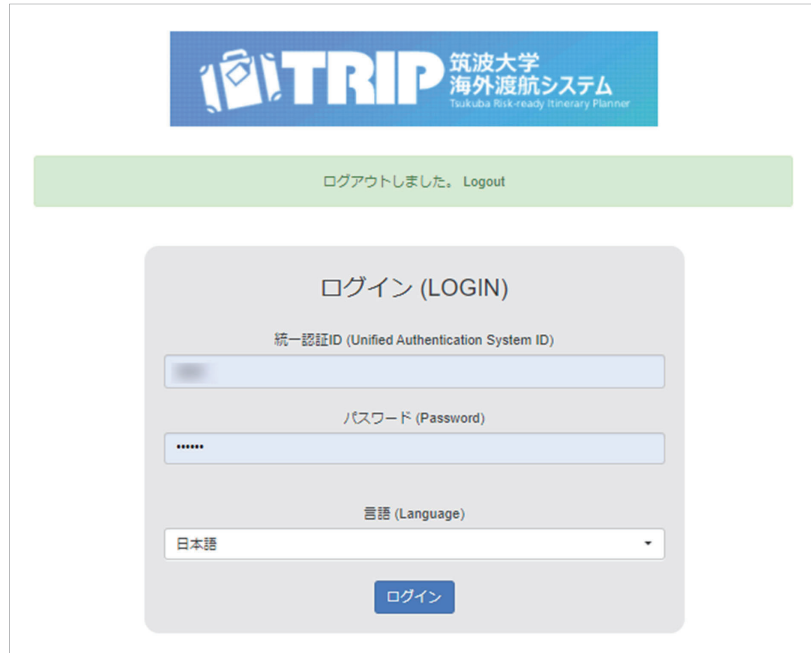 TRIP
筑波大学
海外渡航システム
Tsukuba Risk-ready Itinerary Planner
ログアウトしました。 Logout
ログイン (LOGIN)
統一認証ID (Unified Authentication System ID)
パスワード (Password)
••••••
言語 (Language)
日本語
ログイン